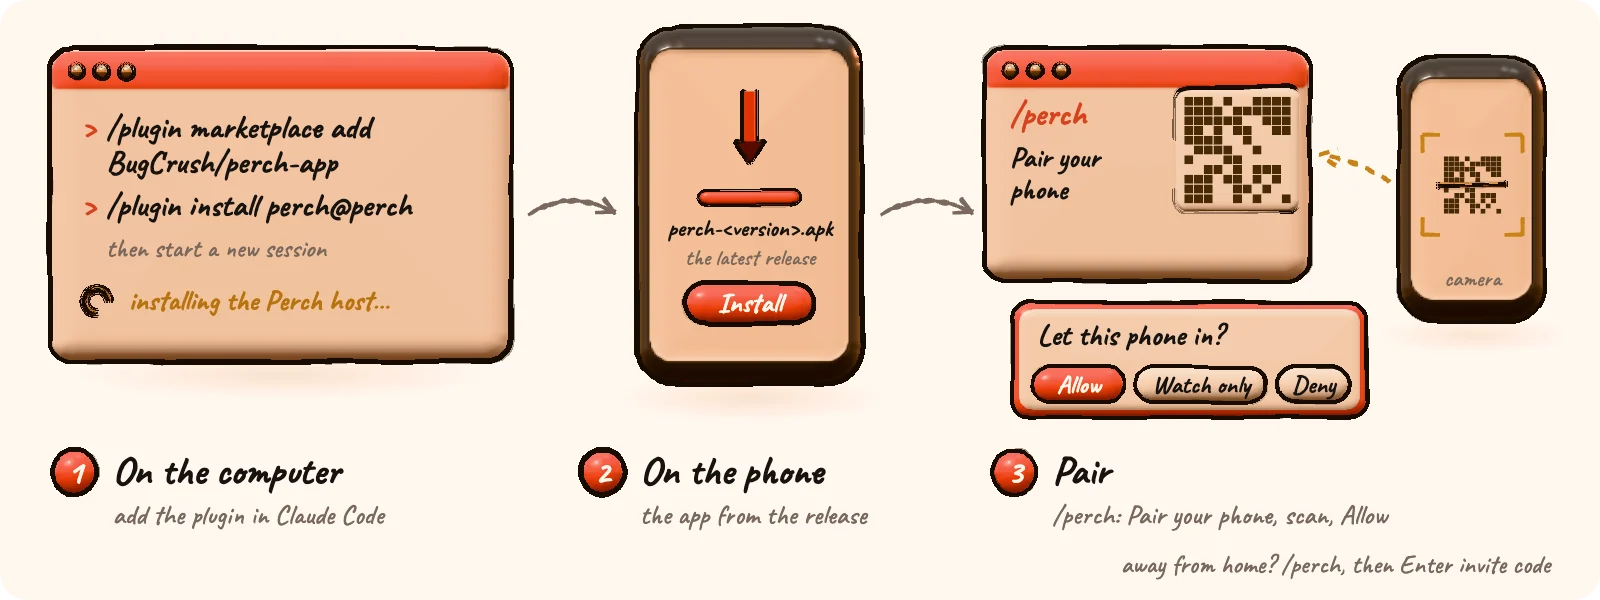 > /plugin marketplace add
BugCrush/perch-app
> /plugin install perch@perch
then start a new session
installing the Perch host...
perch-<version>.apk
the latest release
Install
/perch
Pair your
phone
camera
Let this phone in?
Allow
Watch only
Deny
1 On the computer
add the plugin in Claude Code
2 On the phone
the app from the release
3 Pair
/perch: Pair your phone, scan, Allow
away from home? /perch, then Enter invite code